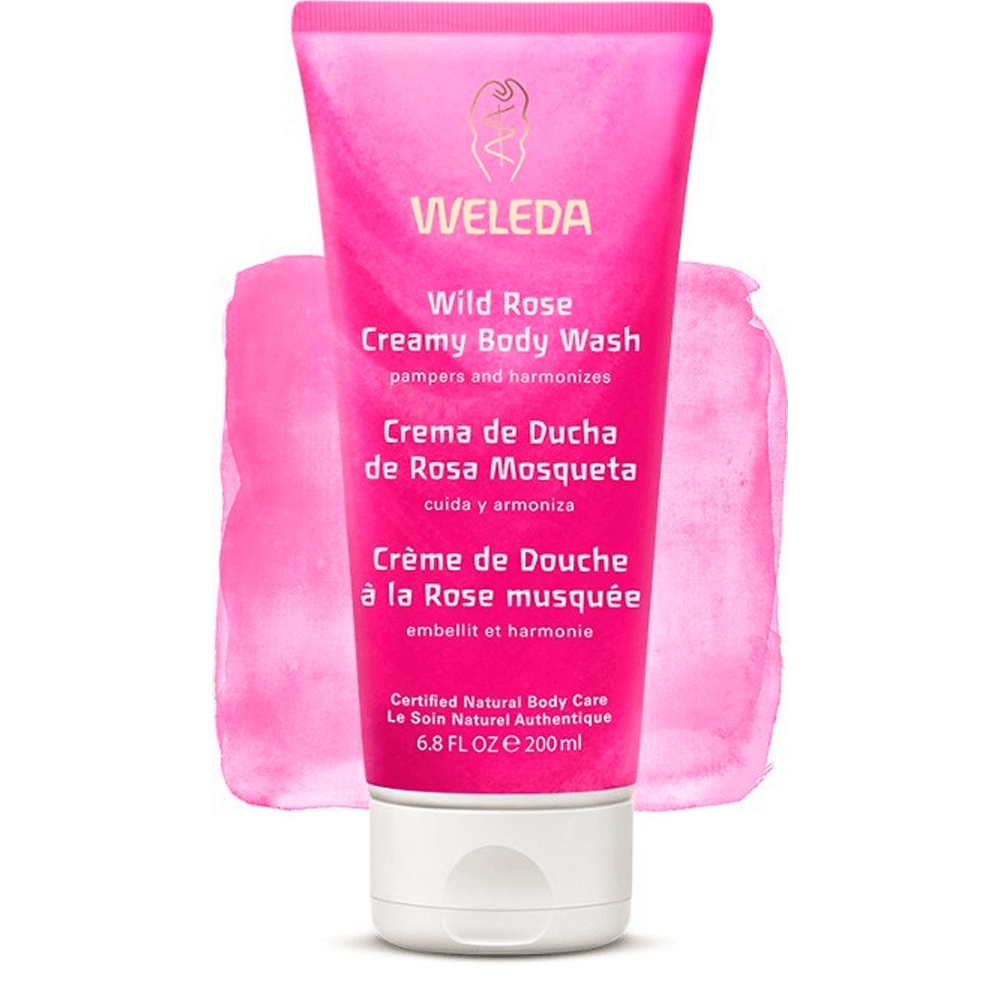 WELEDA
Wild Rose
Creamy Body Wash
pampers and harmonizes
Crema de Ducha
de Rosa Mosqueta
cuida y armoniza
Crème de Douche
à la Rose musquée
embellit et harmonie
Certified Natural Body Care
Le Soin Naturel Authentique
6.8 FL OZ ℮ 200 ml